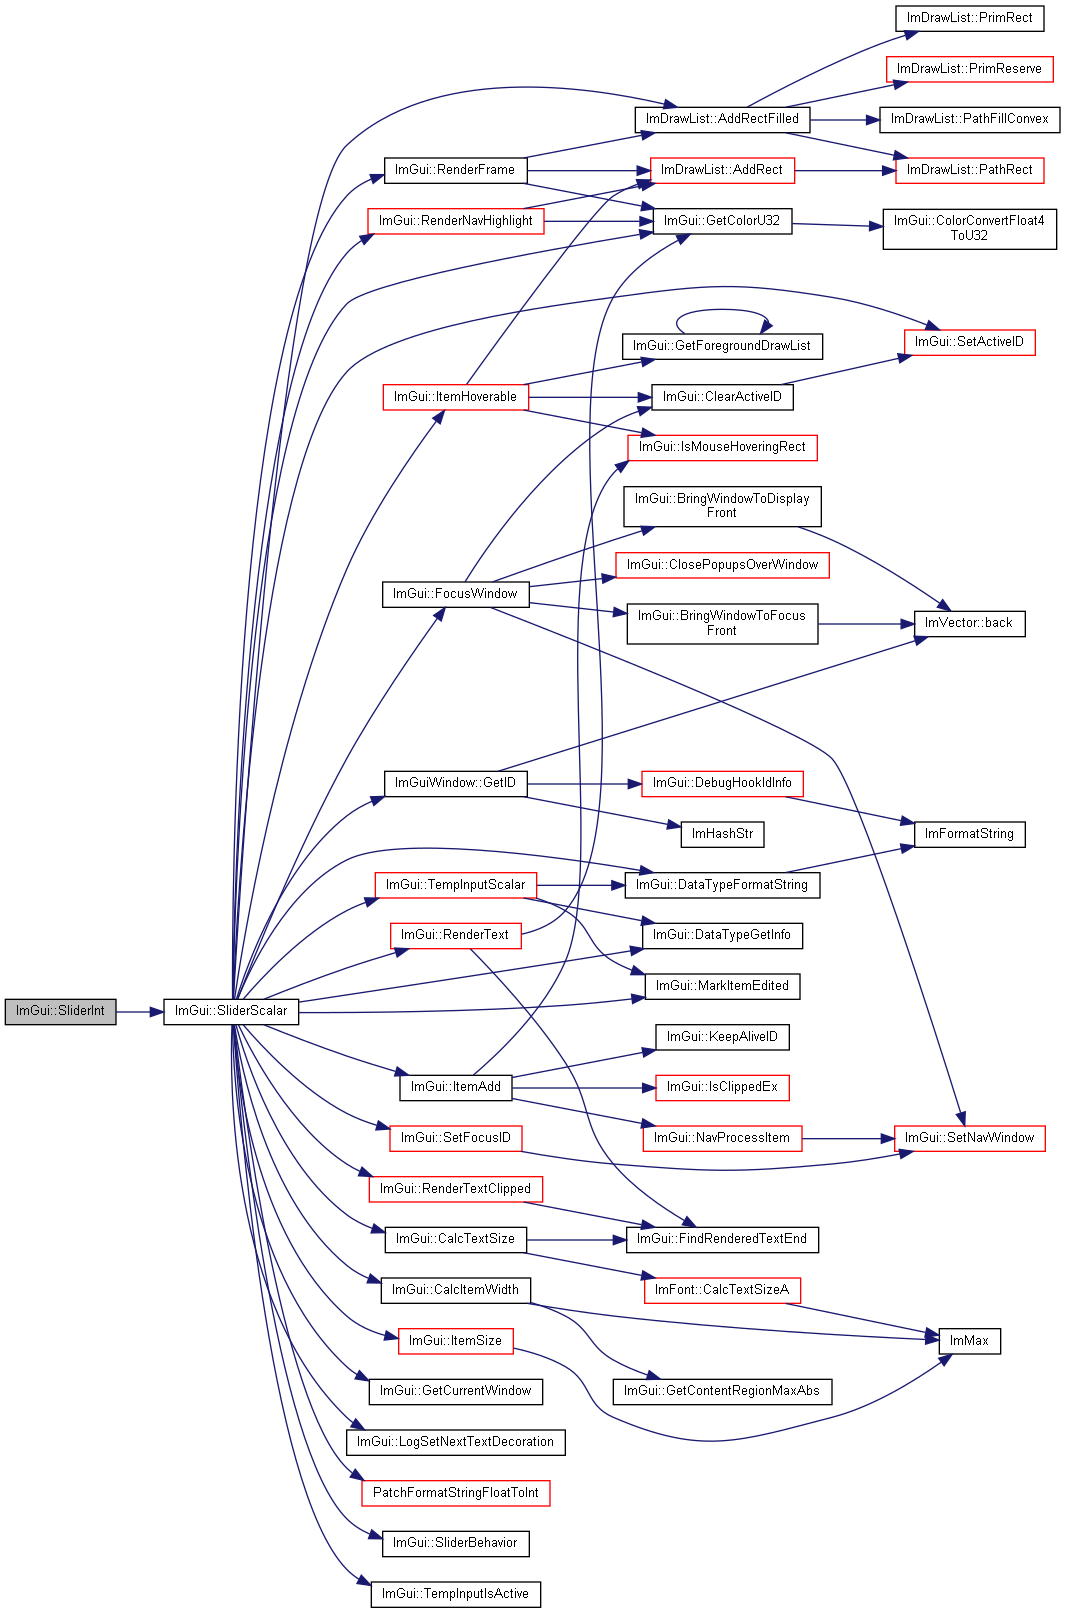 ImDrawList::PrimRect
ImDrawList::PrimReserve
ImDrawList::AddRectFilled
ImDrawList::PathFillConvex
ImGui::RenderFrame
ImDrawList::AddRect
ImDrawList::PathRect
ImGui::RenderNavHighlight
ImGui::GetColorU32
ImGui::ColorConvertFloat4
ToU32
ImGui::GetForegroundDrawList
ImGui::SetActiveID
ImGui::ItemHoverable
ImGui::ClearActiveID
ImGui::IsMouseHoveringRect
ImGui::BringWindowToDisplay
Front
ImGui::ClosePopupsOverWindow
ImGui::FocusWindow
ImGui::BringWindowToFocus
Front
ImVector::back
ImGuiWindow::GetID
ImGui::DebugHookIdInfo
ImHashStr
ImFormatString
ImGui::TempInputScalar
ImGui::DataTypeFormatString
ImGui::RenderText
ImGui::DataTypeGetInfo
ImGui::MarkItemEdited
ImGui::SliderInt
ImGui::SliderScalar
ImGui::KeepAliveID
ImGui::ItemAdd
ImGui::IsClippedEx
ImGui::SetFocusID
ImGui::NavProcessItem
ImGui::SetNavWindow
ImGui::RenderTextClipped
ImGui::CalcTextSize
ImGui::FindRenderedTextEnd
ImGui::CalcItemWidth
ImFont::CalcTextSizeA
ImGui::ItemSize
ImMax
ImGui::GetCurrentWindow
ImGui::GetContentRegionMaxAbs
ImGui::LogSetNextTextDecoration
PatchFormatStringFloatToInt
ImGui::SliderBehavior
ImGui::TempInputIsActive